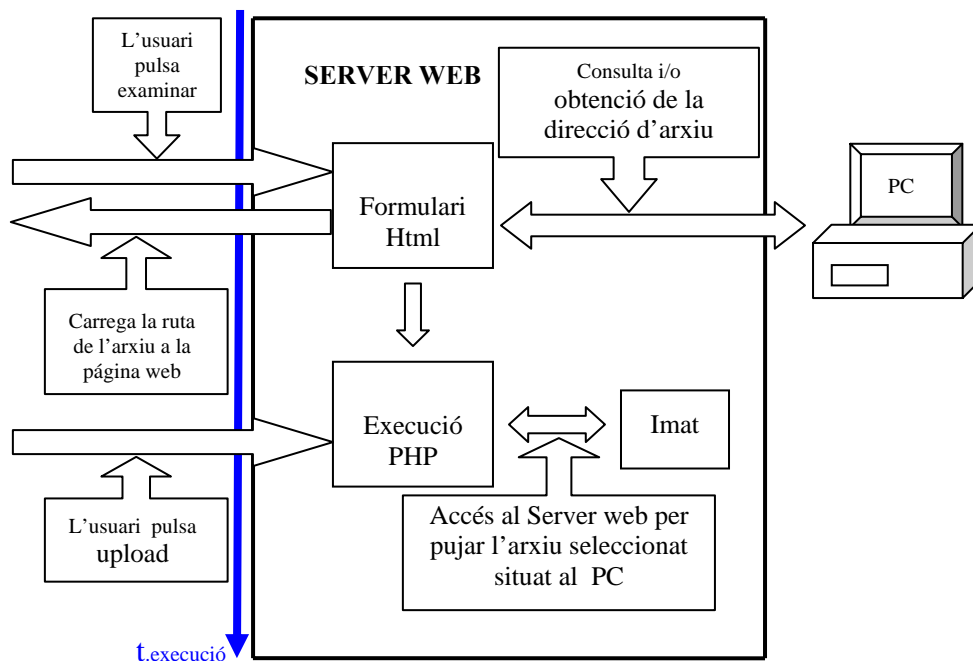 L'usuari
pulsa
examinar
SERVER WEB
Consulta i/o
obtenció de la
direcció d'arxiu
PC
Formulari
Html
Carrega la ruta
de l'arxiu a la
página web
Execució
PHP
Imat
L'usuari pulsa
upload
Accés al Server web per
pujar l'arxiu seleccionat
situat al PC
t.execució